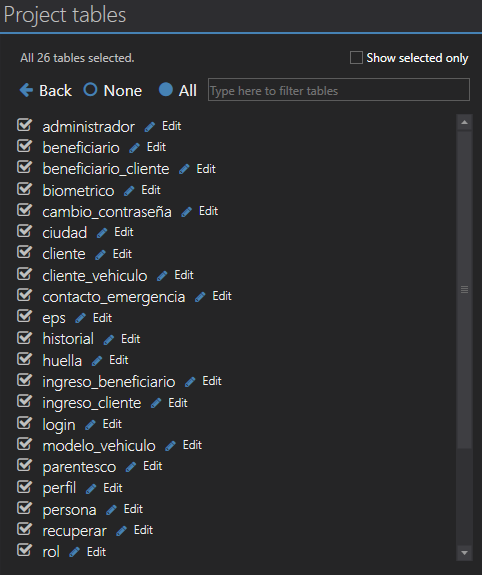 Project tables
All 26 tables selected. Show selected only
Back None All Type here to filter tables
administrador Edit
beneficiario Edit
beneficiario_cliente Edit
biometrico Edit
cambio_contraseña Edit
ciudad Edit
cliente Edit
cliente_vehiculo Edit
contacto_emergencia Edit
eps Edit
historial Edit
huella Edit
ingreso_beneficiario Edit
ingreso_cliente Edit
login Edit
modelo_vehiculo Edit
parentesco Edit
perfil Edit
persona Edit
recuperar Edit
rol Edit